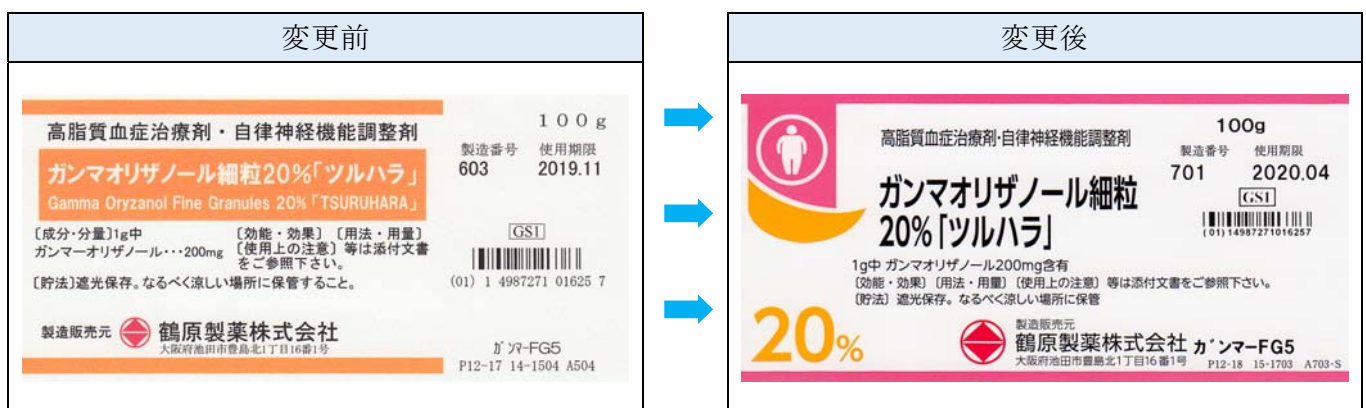 変更前
高脂質血症治療剤・自律神経機能調整剤
ガンマオリザノール細粒20%「ツルハラ」
Gamma Oryzanol Fine Granules 20%「TSURUHARA」
〔成分・分量〕1g中
ガンマーオリザノール・・・200mg
〔効能・効果〕〔用法・用量〕
〔使用上の注意〕等は添付文書
をご参照下さい。
〔貯法〕遮光保存。なるべく涼しい場所に保管すること。
製造販売元
鶴原製薬株式会社
大阪府池田市豊島北1丁目16番1号
100g
製造番号 使用期限
603 2019.11
GS1
(01) 1 4987271 01625 7
ガンマーFG5
P12-17 14-1504 A504
変更後
高脂質血症治療剤・自律神経機能調整剤
ガンマオリザノール細粒
20%「ツルハラ」
1g中 ガンマオリザノール200mg含有
〔効能・効果〕〔用法・用量〕〔使用上の注意〕等は添付文書をご参照下さい。
〔貯法〕遮光保存。なるべく涼しい場所に保管
20%
製造販売元
鶴原製薬株式会社
大阪府池田市豊島北1丁目16番1号
100g
製造番号 使用期限
701 2020.04
GS1
(01)14987271016257
ガンマーFG5
P12-18 15-1703 A703-S